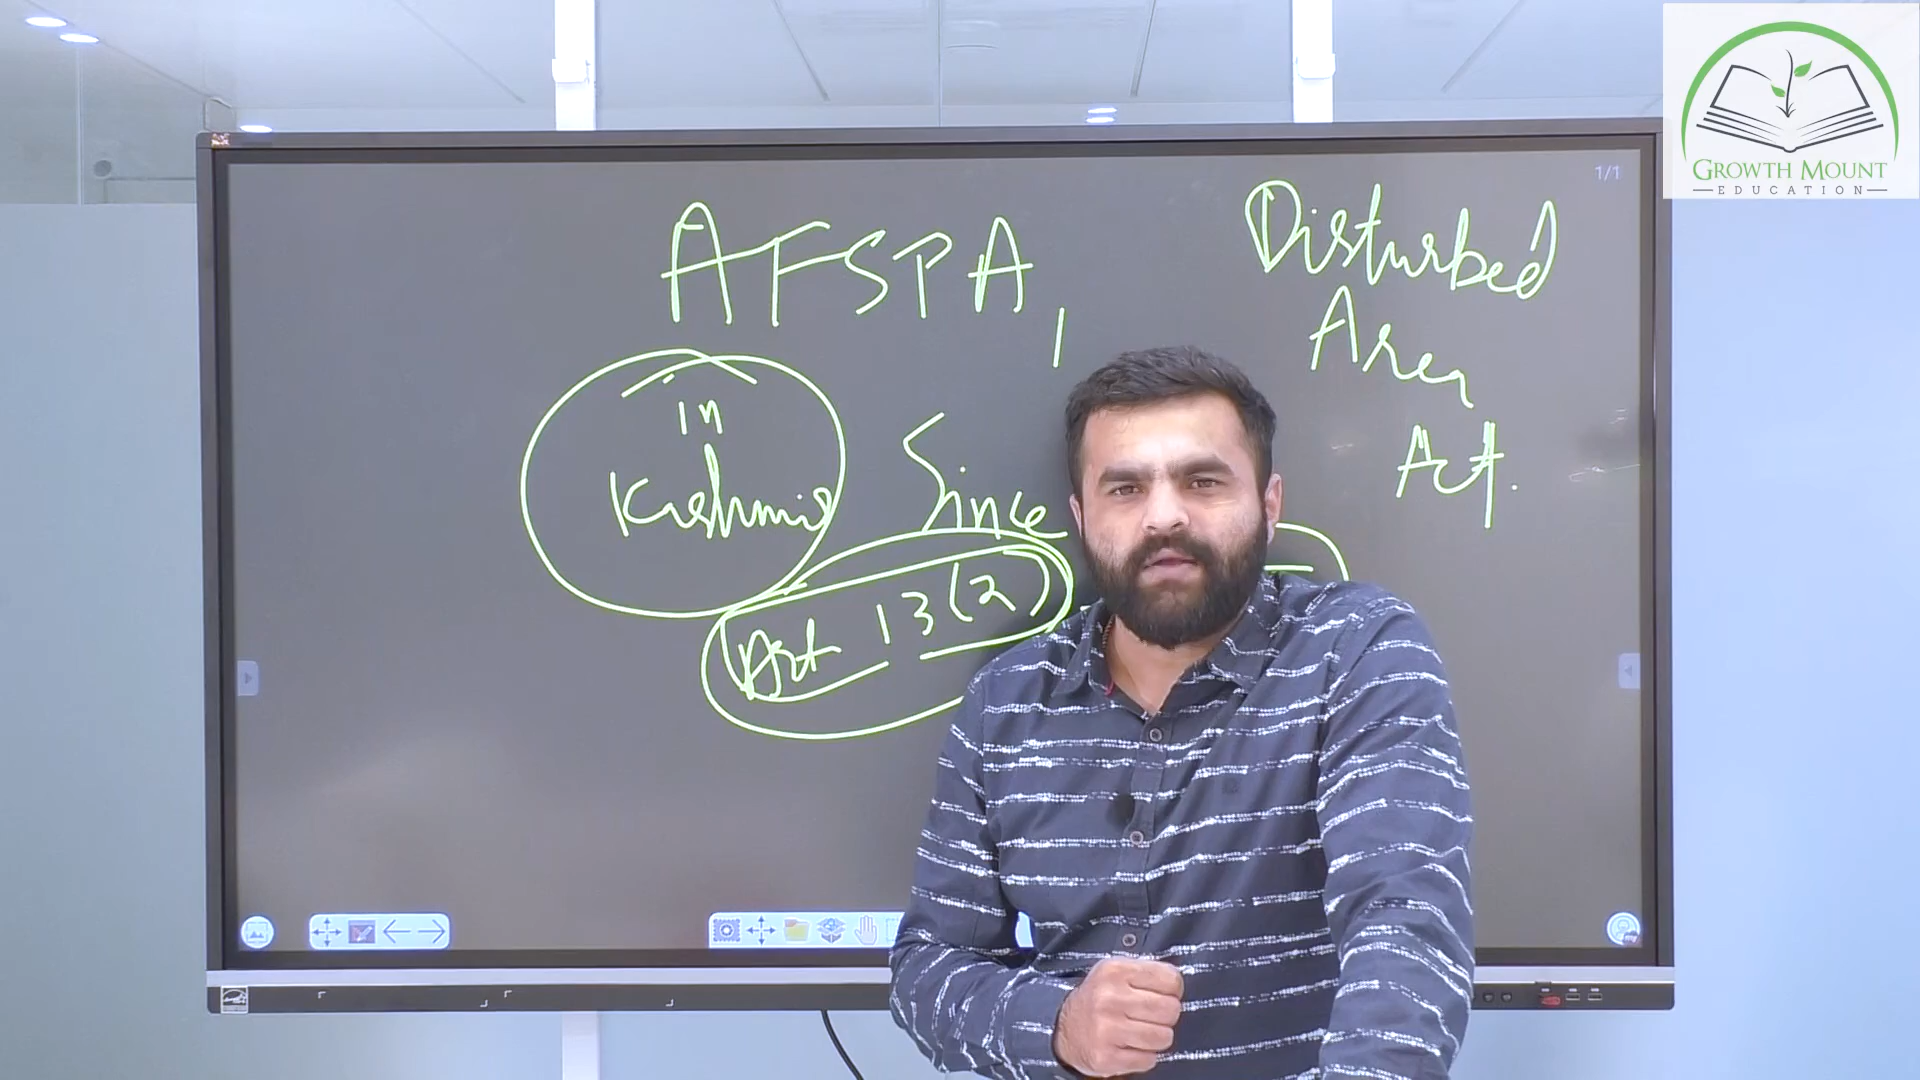 AFSPA,
Disturbed
Area
Act.
in
Kashmir
Since
Art 13(2)
1/1
GROWTH MOUNT
EDUCATION